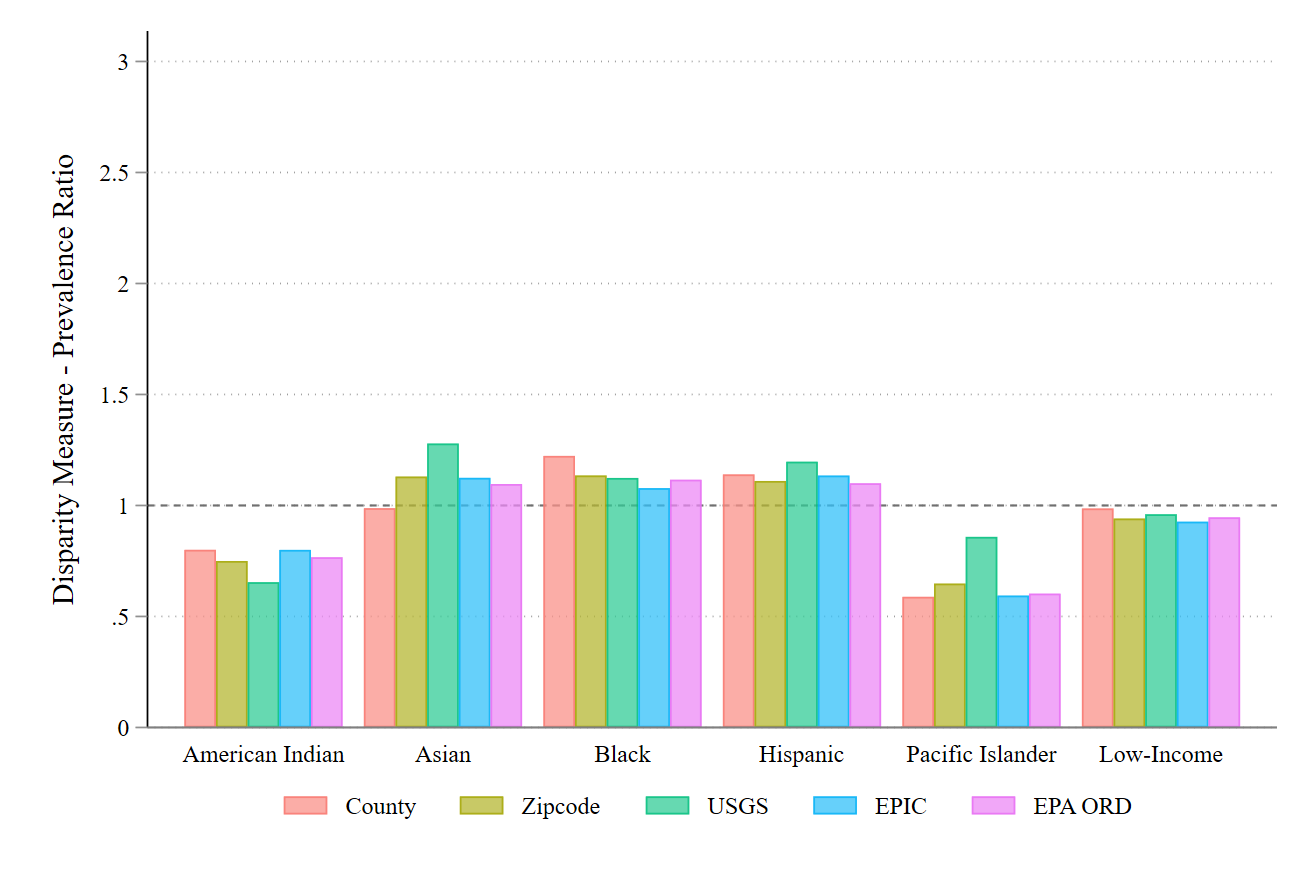 Disparity Measure - Prevalence Ratio
3
2.5
2
1.5
1
.5
0
American Indian Asian Black Hispanic Pacific Islander Low-Income
County Zipcode USGS EPIC EPA ORD